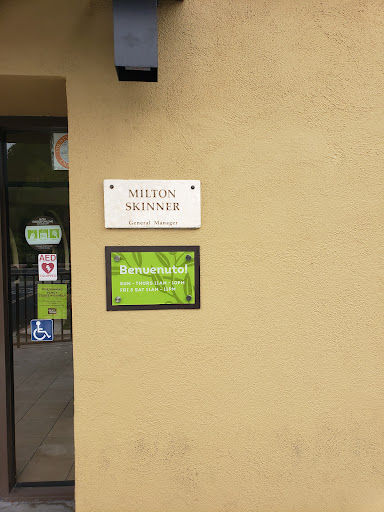 MILTON
SKINNER
General Manager
Benvenuto!
SUN - THURS 11AM - 10PM
FRI & SAT 11AM - 11PM
AED